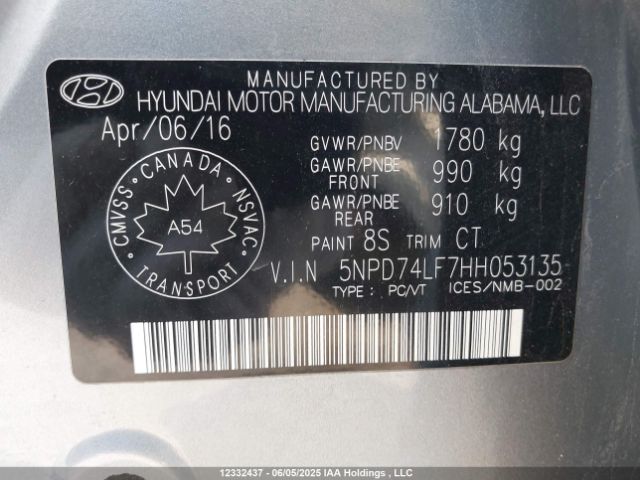 MANUFACTURED BY
HYUNDAI MOTOR MANUFACTURING ALABAMA, LLC
Apr/06/16
GVWR/PNBV 1780 kg
GAWR/PNBE FRONT 990 kg
GAWR/PNBE REAR 910 kg
PAINT 8S TRIM CT
CANADA
CMVSS
NSVAC
A54
TRANSPORT
V.I.N 5NPD74LF7HH053135
TYPE : PC/VT ICES/NMB-002
12332437 - 06/05/2025 IAA Holdings , LLC